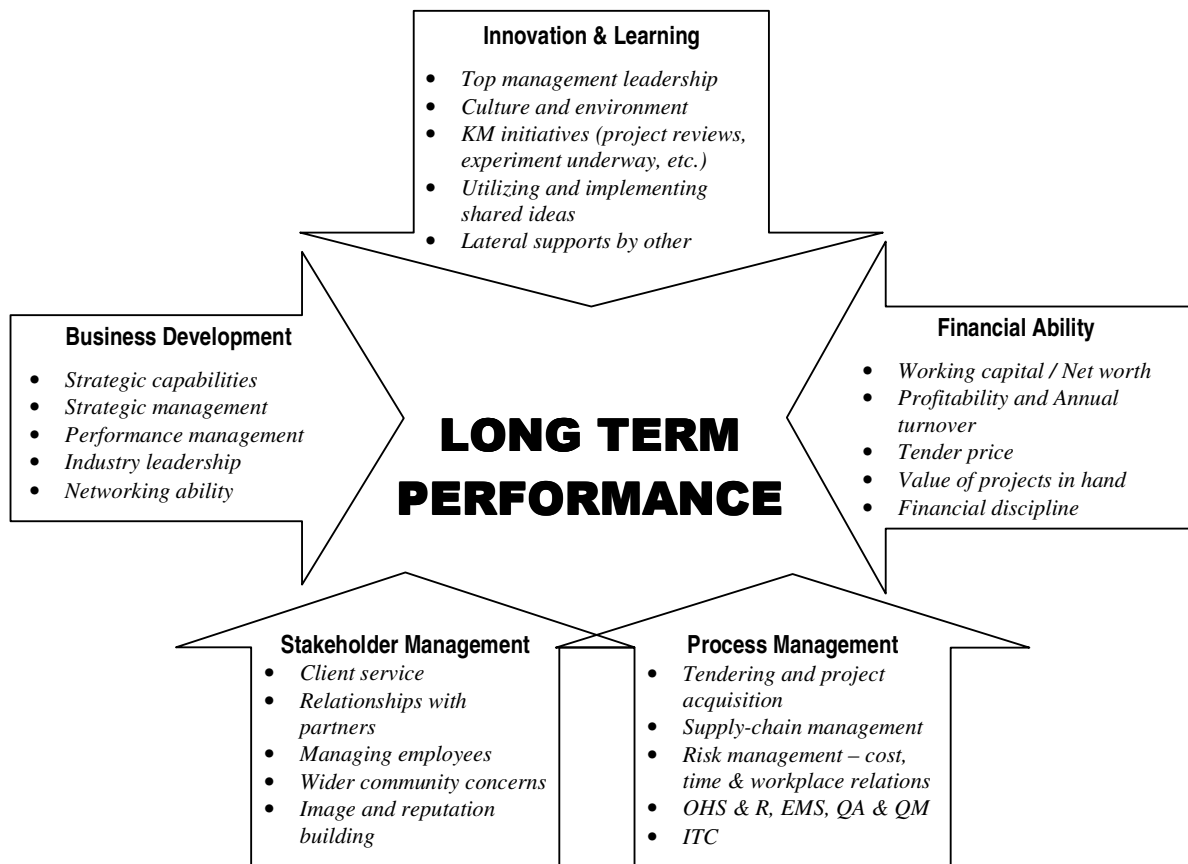 Innovation & Learning
• Top management leadership
• Culture and environment
• KM initiatives (project reviews,
experiment underway, etc.)
• Utilizing and implementing
shared ideas
• Lateral supports by other
Business Development
• Strategic capabilities
• Strategic management
• Performance management
• Industry leadership
• Networking ability
LONG TERM
PERFORMANCE
Financial Ability
• Working capital / Net worth
• Profitability and Annual
turnover
• Tender price
• Value of projects in hand
• Financial discipline
Stakeholder Management
• Client service
• Relationships with
partners
• Managing employees
• Wider community concerns
• Image and reputation
building
Process Management
• Tendering and project
acquisition
• Supply-chain management
• Risk management – cost,
time & workplace relations
• OHS & R, EMS, QA & QM
• ITC